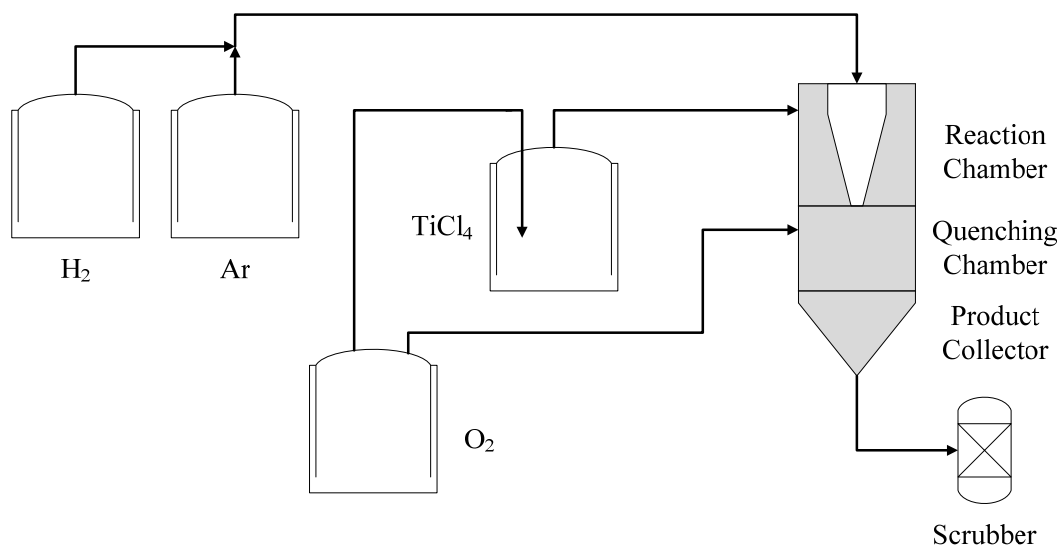 Reaction
Chamber
TiCl₄
Quenching
Chamber
H₂
Ar
Product
Collector
O₂
Scrubber